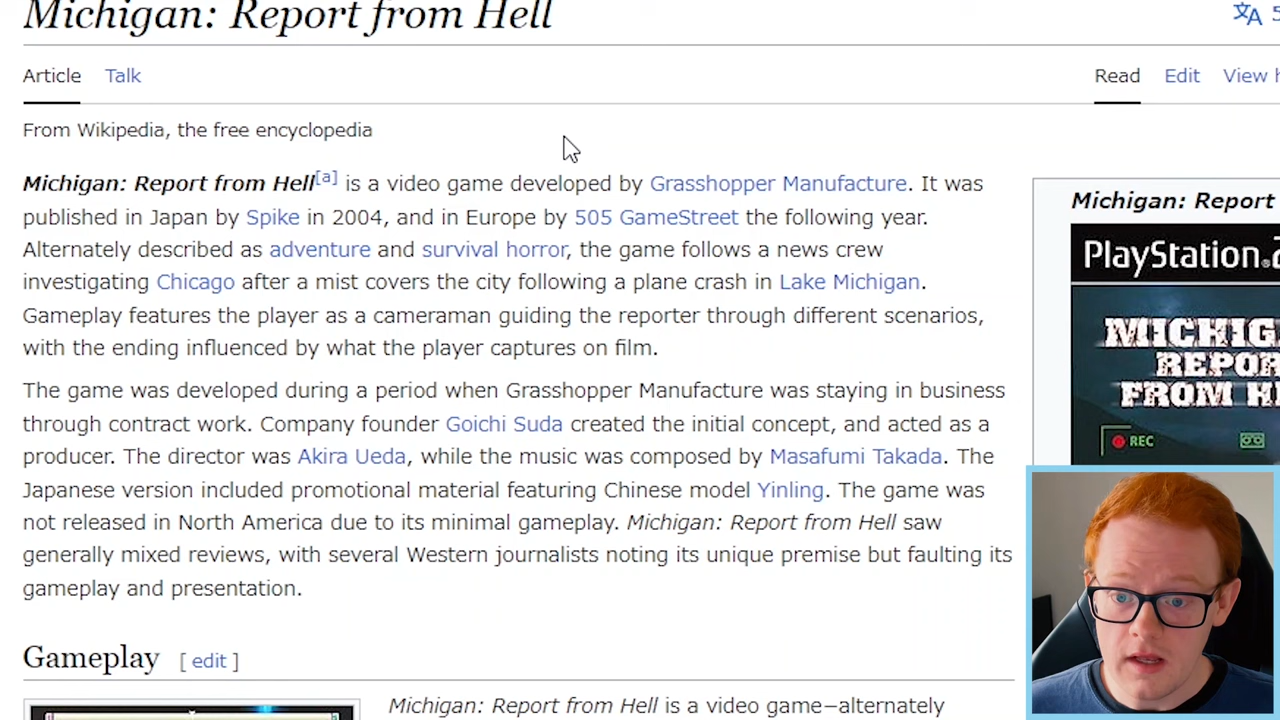 Michigan: Report from Hell
Article Talk Read Edit View
From Wikipedia, the free encyclopedia
Michigan: Report from Hell[a] is a video game developed by Grasshopper Manufacture. It was
published in Japan by Spike in 2004, and in Europe by 505 GameStreet the following year.
Alternately described as adventure and survival horror, the game follows a news crew
investigating Chicago after a mist covers the city following a plane crash in Lake Michigan.
Gameplay features the player as a cameraman guiding the reporter through different scenarios,
with the ending influenced by what the player captures on film.
The game was developed during a period when Grasshopper Manufacture was staying in business
through contract work. Company founder Goichi Suda created the initial concept, and acted as a
producer. The director was Akira Ueda, while the music was composed by Masafumi Takada. The
Japanese version included promotional material featuring Chinese model Yinling. The game was
not released in North America due to its minimal gameplay. Michigan: Report from Hell saw
generally mixed reviews, with several Western journalists noting its unique premise but faulting its
gameplay and presentation.
Gameplay [ edit ]
Michigan: Report from Hell is a video game—alternately
Michigan: Report
PlayStation®2
MICHIG
REPOR
FROM H
REC